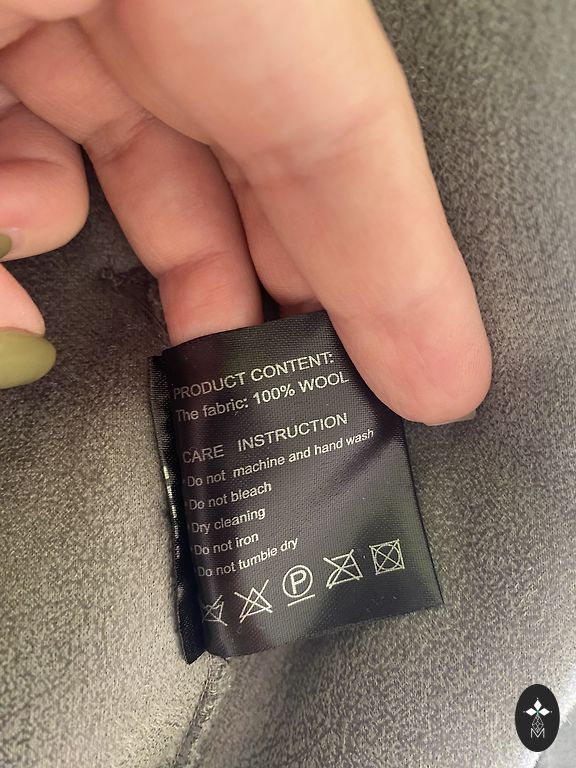 PRODUCT CONTENT:
The fabric: 100% WOOL
CARE INSTRUCTION
Do not machine and hand wash
Do not bleach
Dry cleaning
Do not iron
Do not tumble dry
P
M